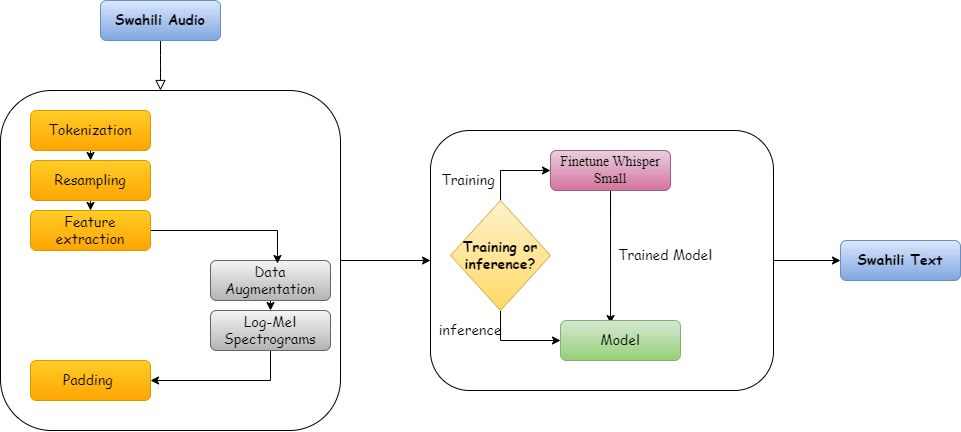 Swahili Audio
Tokenization
Resampling
Feature
extraction
Data
Augmentation
Log-Mel
Spectrograms
Padding
Training
Finetune Whisper
Small
Training or
inference?
Trained Model
inference
Model
Swahili Text